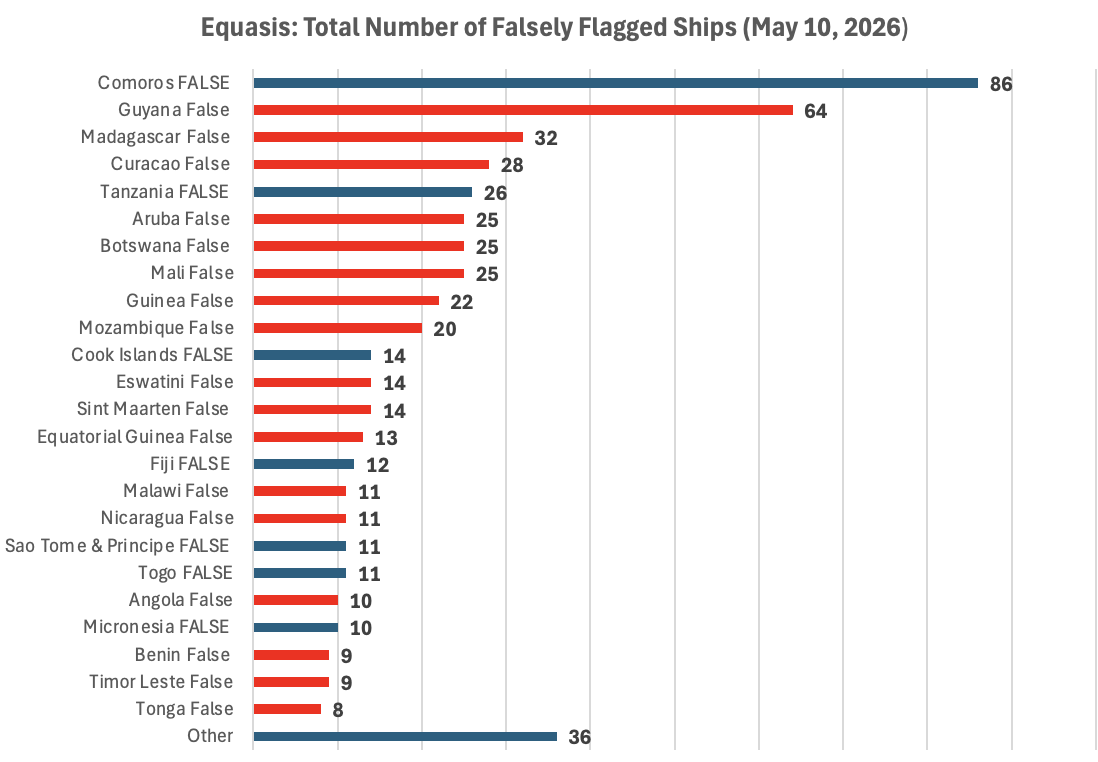 Equasis: Total Number of Falsely Flagged Ships (May 10, 2026)
Comoros FALSE 86
Guyana False 64
Madagascar False 32
Curacao False 28
Tanzania FALSE 26
Aruba False 25
Botswana False 25
Mali False 25
Guinea False 22
Mozambique False 20
Cook Islands FALSE 14
Eswatini False 14
Sint Maarten False 14
Equatorial Guinea False 13
Fiji FALSE 12
Malawi False 11
Nicaragua False 11
Sao Tome & Principe FALSE 11
Togo FALSE 11
Angola False 10
Micronesia FALSE 10
Benin False 9
Timor Leste False 9
Tonga False 8
Other 36